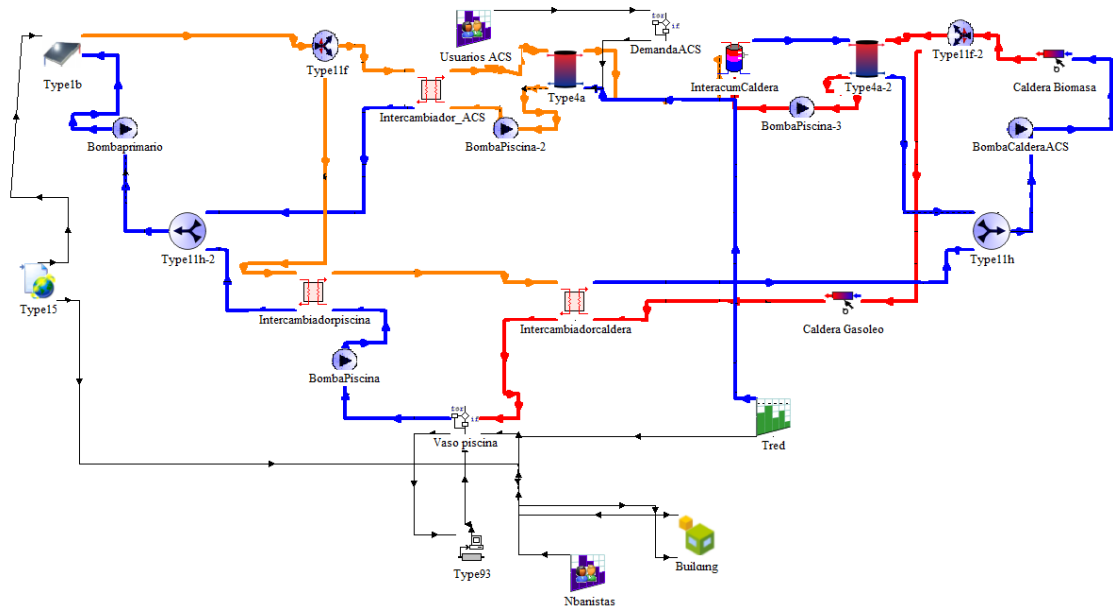 Usuarios ACS
DemandaACS
Type1b
Type11f
Intercambiador_ACS
Type4a
BombaPiscina-2
InteracumCaldera
Type4a-2
Type11f-2
Caldera Biomasa
BombaPiscina-3
BombaCalderaACS
Bombaprimario
Type11h-2
Type11h
Type15
Intercambiadorpiscina
Intercambiadorcaldera
Caldera Gasoleo
BombaPiscina
Vaso piscina
Tred
Type93
Nbanistas
Building